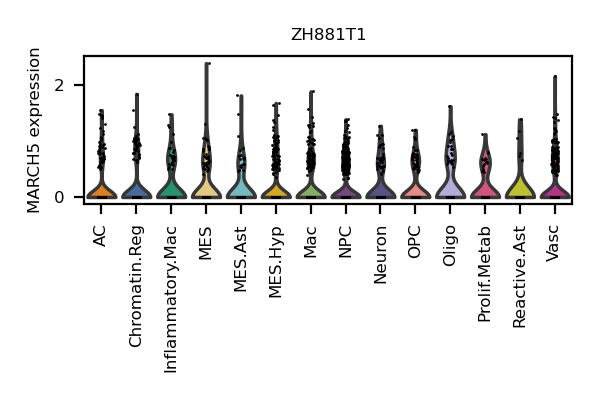 ZH881T1
MARCH5 expression
2
0
AC
Chromatin.Reg
Inflammatory.Mac
MES
MES.Ast
MES.Hyp
Mac
NPC
Neuron
OPC
Oligo
Prolif.Metab
Reactive.Ast
Vasc